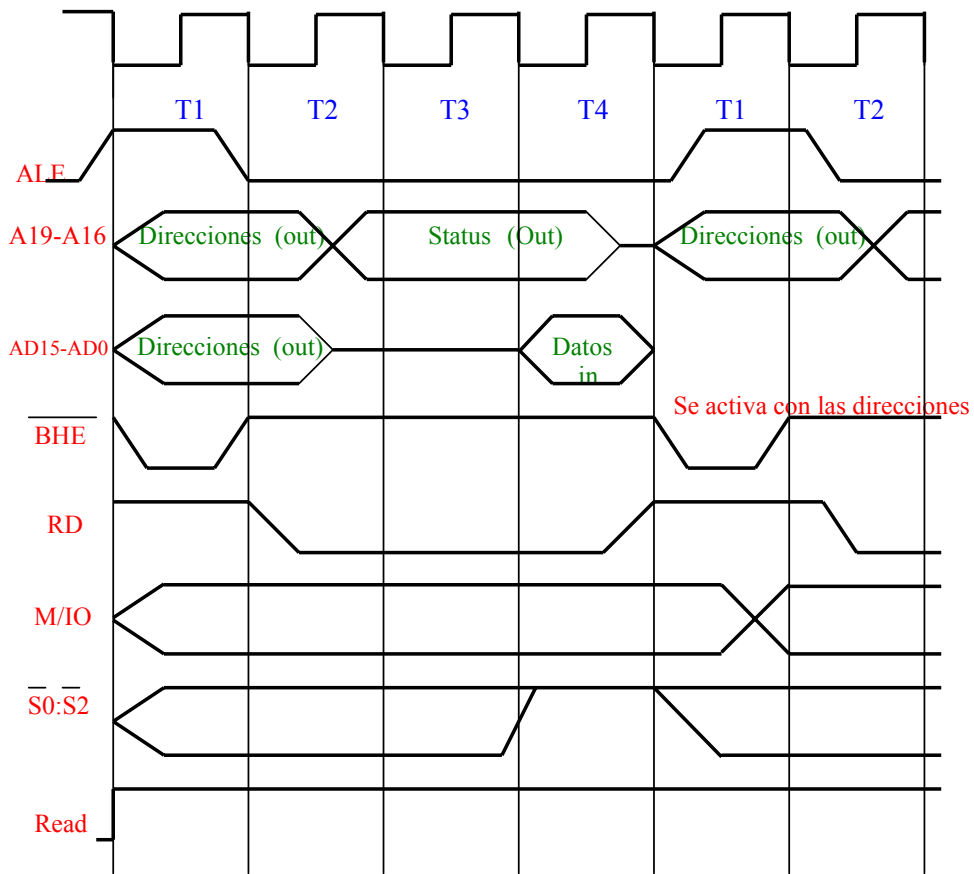 T1
T2
T3
T4
T1
T2
ALE
A19-A16
Direcciones (out)
Status (Out)
Direcciones (out)
AD15-AD0
Direcciones (out)
Datos
in
Se activa con las direcciones
BHE
RD
M/IO
S0:S2
Read